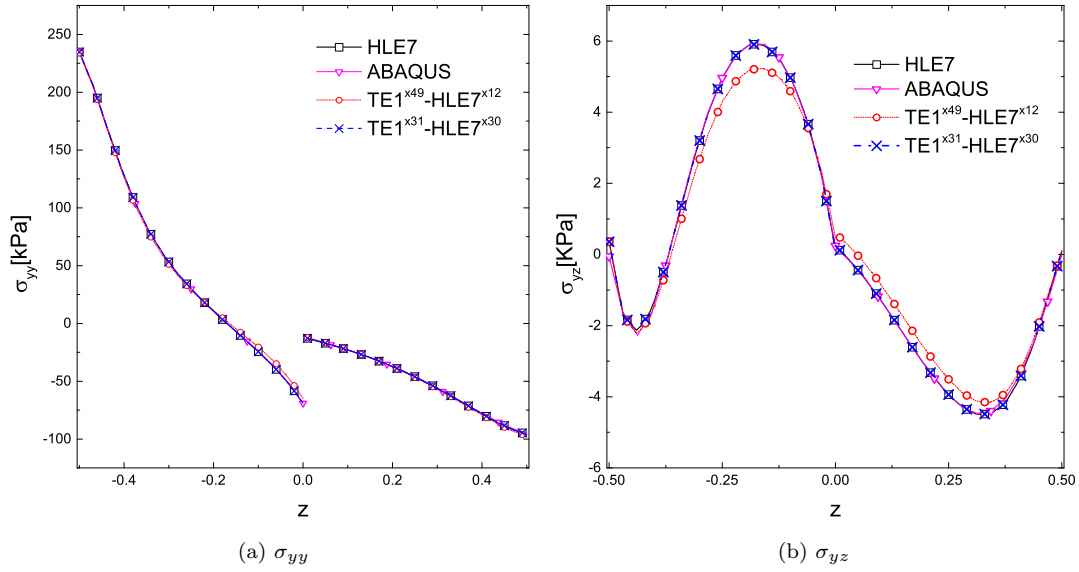 250
200
150
100
50
0
-50
-100
σyy[kPa]
-0.4 -0.2 0.0 0.2 0.4
z
HLE7
ABAQUS
TE1x49-HLE7x12
TE1x31-HLE7x30
(a) σyy
6
4
2
0
-2
-4
-6
σyz[KPa]
-0.50 -0.25 0.00 0.25 0.50
z
HLE7
ABAQUS
TE1x49-HLE7x12
TE1x31-HLE7x30
(b) σyz